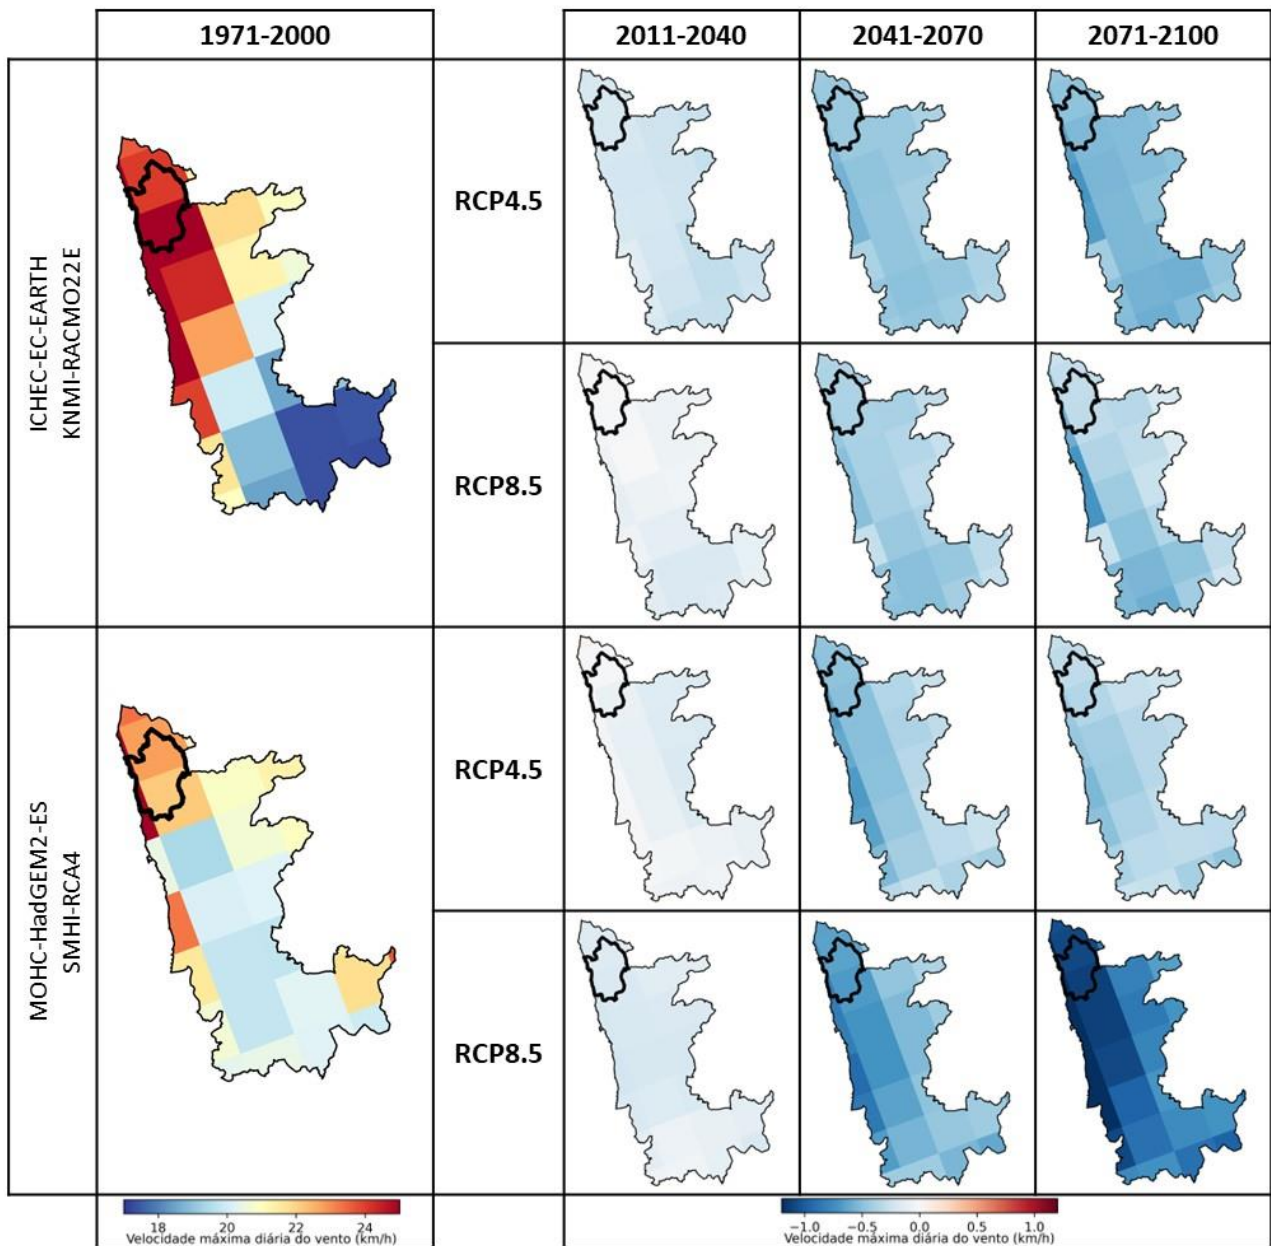 1971-2000
2011-2040
2041-2070
2071-2100
ICHEC-EC-EARTH
KNMI-RACMO22E
RCP4.5
RCP8.5
MOHC-HadGEM2-ES
SMHI-RCA4
RCP4.5
RCP8.5
18 20 22 24
Velocidade máxima diária do vento (km/h)
−1.0 −0.5 0.0 0.5 1.0
Velocidade máxima diária do vento (km/h)